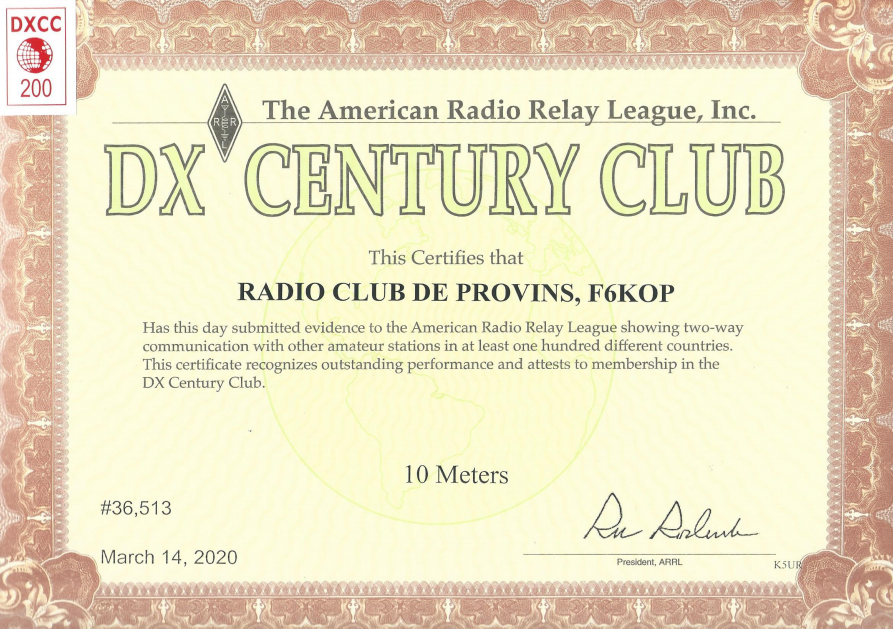 DXCC
200
ARRL
The American Radio Relay League, Inc.
DX CENTURY CLUB
This Certifies that
RADIO CLUB DE PROVINS, F6KOP
Has this day submitted evidence to the American Radio Relay League showing two-way
communication with other amateur stations in at least one hundred different countries.
This certificate recognizes outstanding performance and attests to membership in the
DX Century Club.
10 Meters
#36,513
March 14, 2020
President, ARRL
K5UR